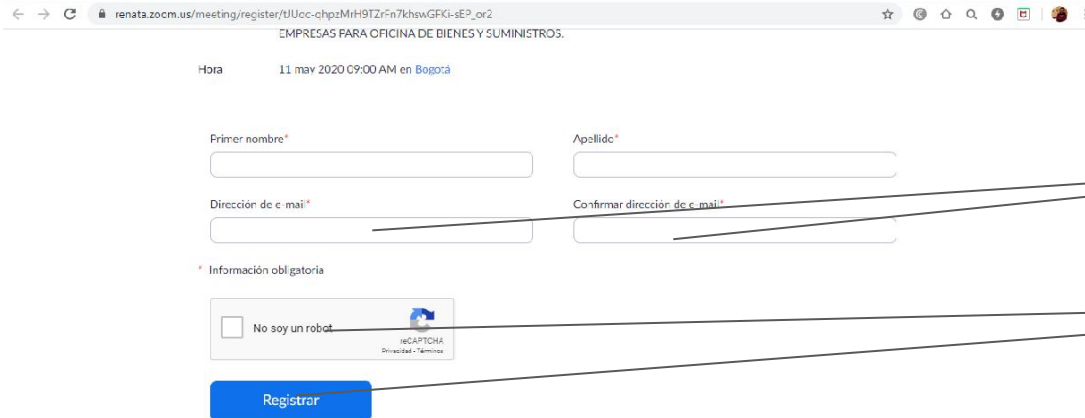 renata.zoom.us/meeting/register/tJUoc-qhpzMrH9TZrFn7khswGFKi-sEP_or2
EMPRESAS PARA OFICINA DE BIENES Y SUMINISTROS.
Hora 11 may 2020 09:00 AM en Bogotá
Primer nombre* Apellido*
Dirección de e-mail* Confirmar dirección de e-mail*
* Información obligatoria
No soy un robot
reCAPTCHA
Privacidad - Términos
Registrar